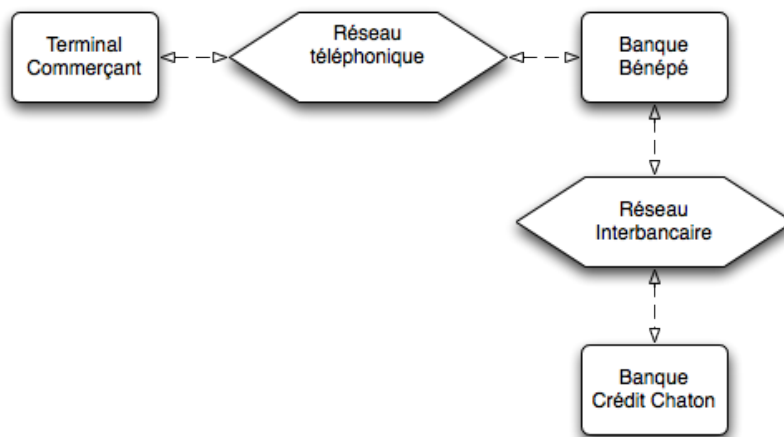 Terminal
Commerçant
Réseau
téléphonique
Banque
Bénépé
Réseau
Interbancaire
Banque
Crédit Chaton